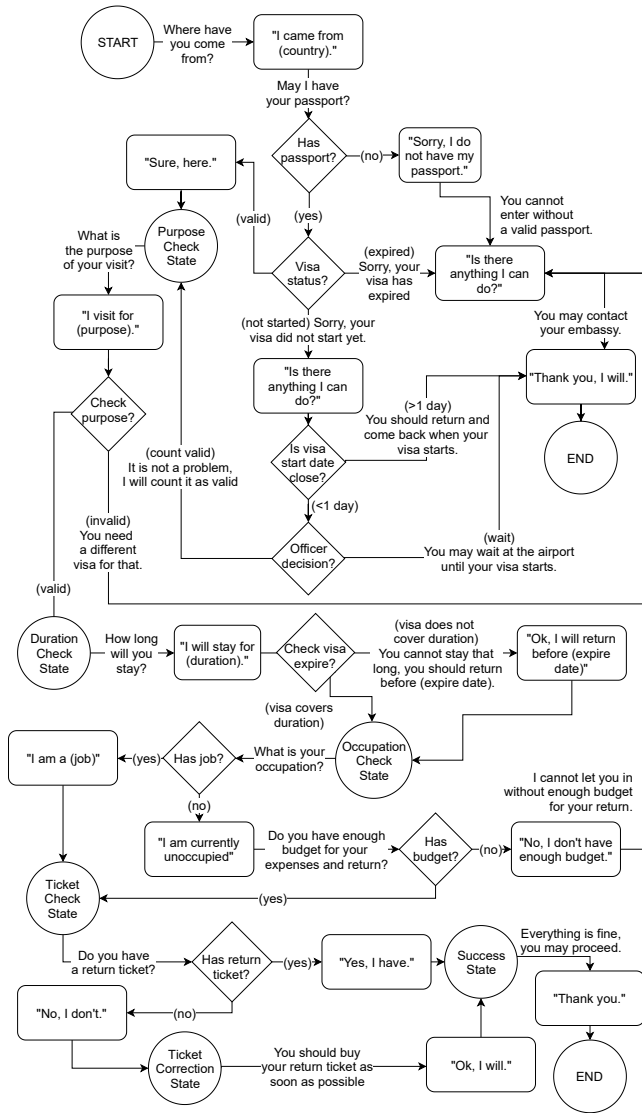 START
Where have
you come
from?
"I came from
(country)."
May I have
your passport?
Has
passport?
(no)
"Sorry, I do
not have my
passport."
"Sure, here."
(valid)
(yes)
You cannot
enter without
a valid passport.
What is
the purpose
of your visit?
Purpose
Check
State
Visa
status?
(expired)
Sorry, your
visa has
expired
"Is there
anything I can
do?"
"I visit for
(purpose)."
(not started) Sorry, your
visa did not start yet.
You may contact
your embassy.
"Is there
anything I can
do?"
"Thank you, I will."
Check
purpose?
(>1 day)
You should return and
come back when your
visa starts.
(count valid)
It is not a problem,
I will count it as valid
Is visa
start date
close?
END
(<1 day)
(invalid)
You need
a different
visa for that.
Officer
decision?
(wait)
You may wait at the airport
until your visa starts.
(valid)
Duration
Check
State
How long
will you
stay?
"I will stay for
(duration)."
Check visa
expire?
(visa does not
cover duration)
You cannot stay that
long, you should return
before (expire date).
"Ok, I will return
before (expire
date)"
(visa covers
duration)
"I am a (job)"
(yes)
Has job?
What is your
occupation?
Occupation
Check
State
(no)
I cannot let you in
without enough budget
for your return.
"I am currently
unoccupied"
Do you have enough
budget for your
expenses and return?
Has
budget?
(no)
"No, I don't have
enough budget."
Ticket
Check
State
(yes)
Do you have
a return ticket?
Has return
ticket?
(yes)
"Yes, I have."
Success
State
Everything is fine,
you may proceed.
"No, I don't."
(no)
"Thank you."
Ticket
Correction
State
You should buy
your return ticket as
soon as possible
"Ok, I will."
END